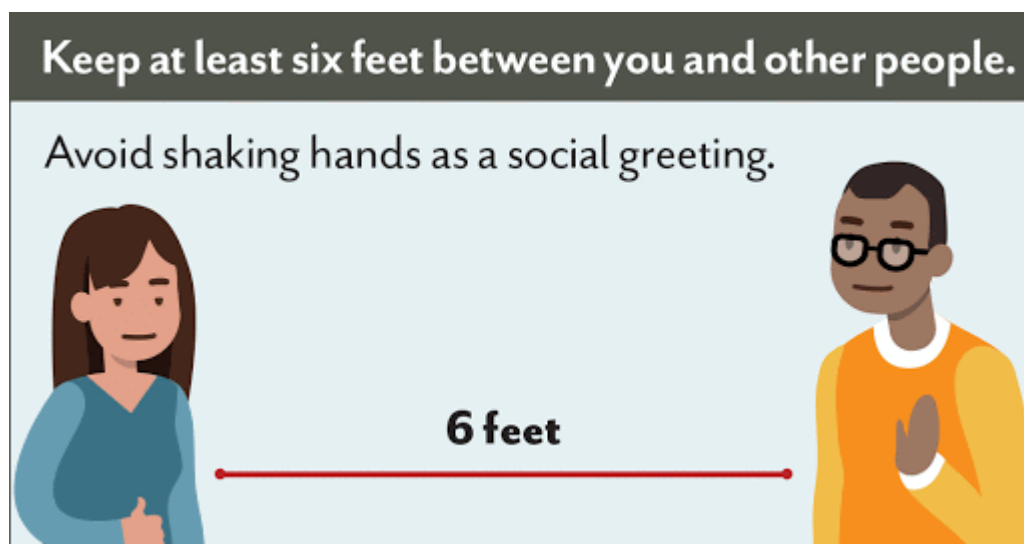 Keep at least six feet between you and other people.
Avoid shaking hands as a social greeting.
6 feet